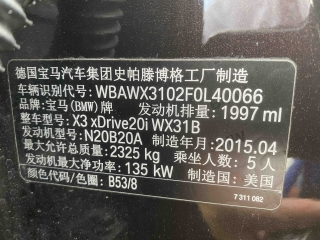 德国宝马汽车集团史帕滕博格工厂制造
车辆识别代号: WBAWX3102F0L40066
品牌: 宝马(BMW)牌 发动机排量: 1997 ml
整车型号: X3 xDrive20i WX31B
发动机型号: N20B20A 制造年月: 2015.04
最大允许总质量: 2325 kg 乘坐人数: 5 人
发动机最大净功率: 135 kW 制造国: 美国
颜色代码/色圈: B53/8
7 311 082